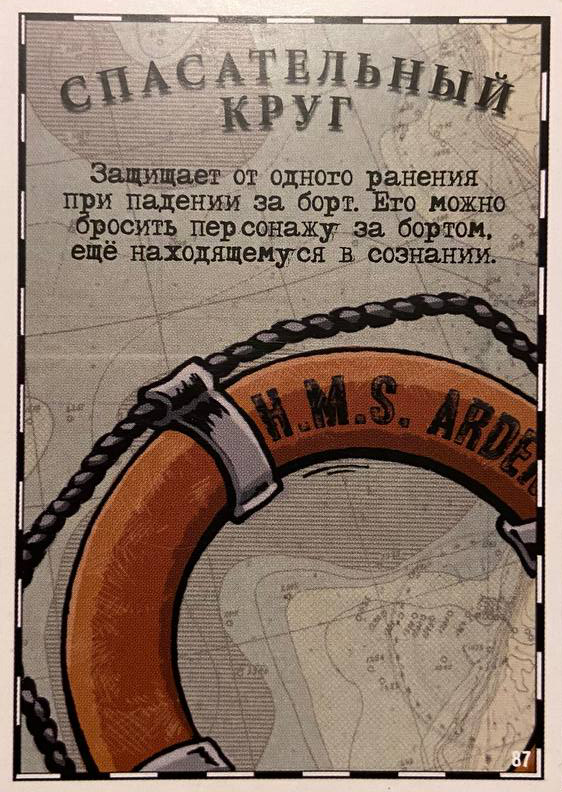 СПАСАТЕЛЬНЫЙ
КРУГ
Защищает от одного ранения
при падении за борт. Его можно
бросить персонажу за бортом,
ещё находящемуся в сознании.
H.M.S. ARDE
87